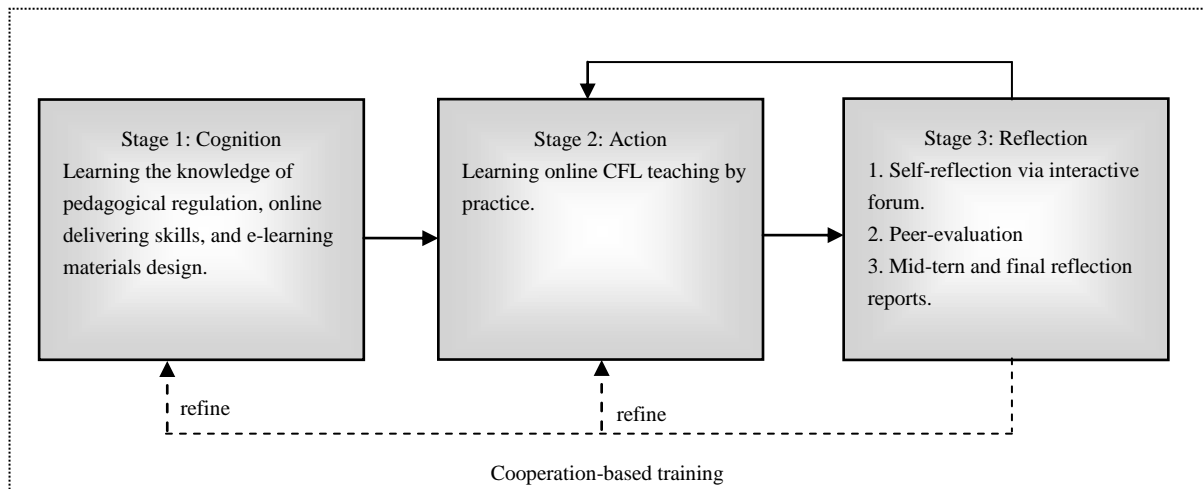 Stage 1: Cognition
Learning the knowledge of
pedagogical regulation, online
delivering skills, and e-learning
materials design.
Stage 2: Action
Learning online CFL teaching by
practice.
Stage 3: Reflection
1. Self-reflection via interactive
forum.
2. Peer-evaluation
3. Mid-tern and final reflection
reports.
refine
refine
Cooperation-based training